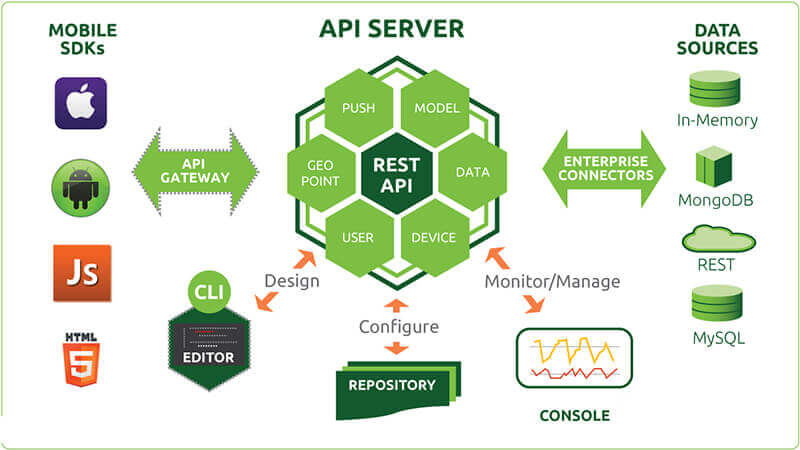 MOBILE
SDKs
API SERVER
DATA
SOURCES
PUSH
MODEL
GEO
POINT
REST
API
DATA
USER
DEVICE
API
GATEWAY
ENTERPRISE
CONNECTORS
In-Memory
MongoDB
REST
MySQL
Js
HTML
5
CLI
EDITOR
Design
Configure
Monitor/Manage
REPOSITORY
CONSOLE